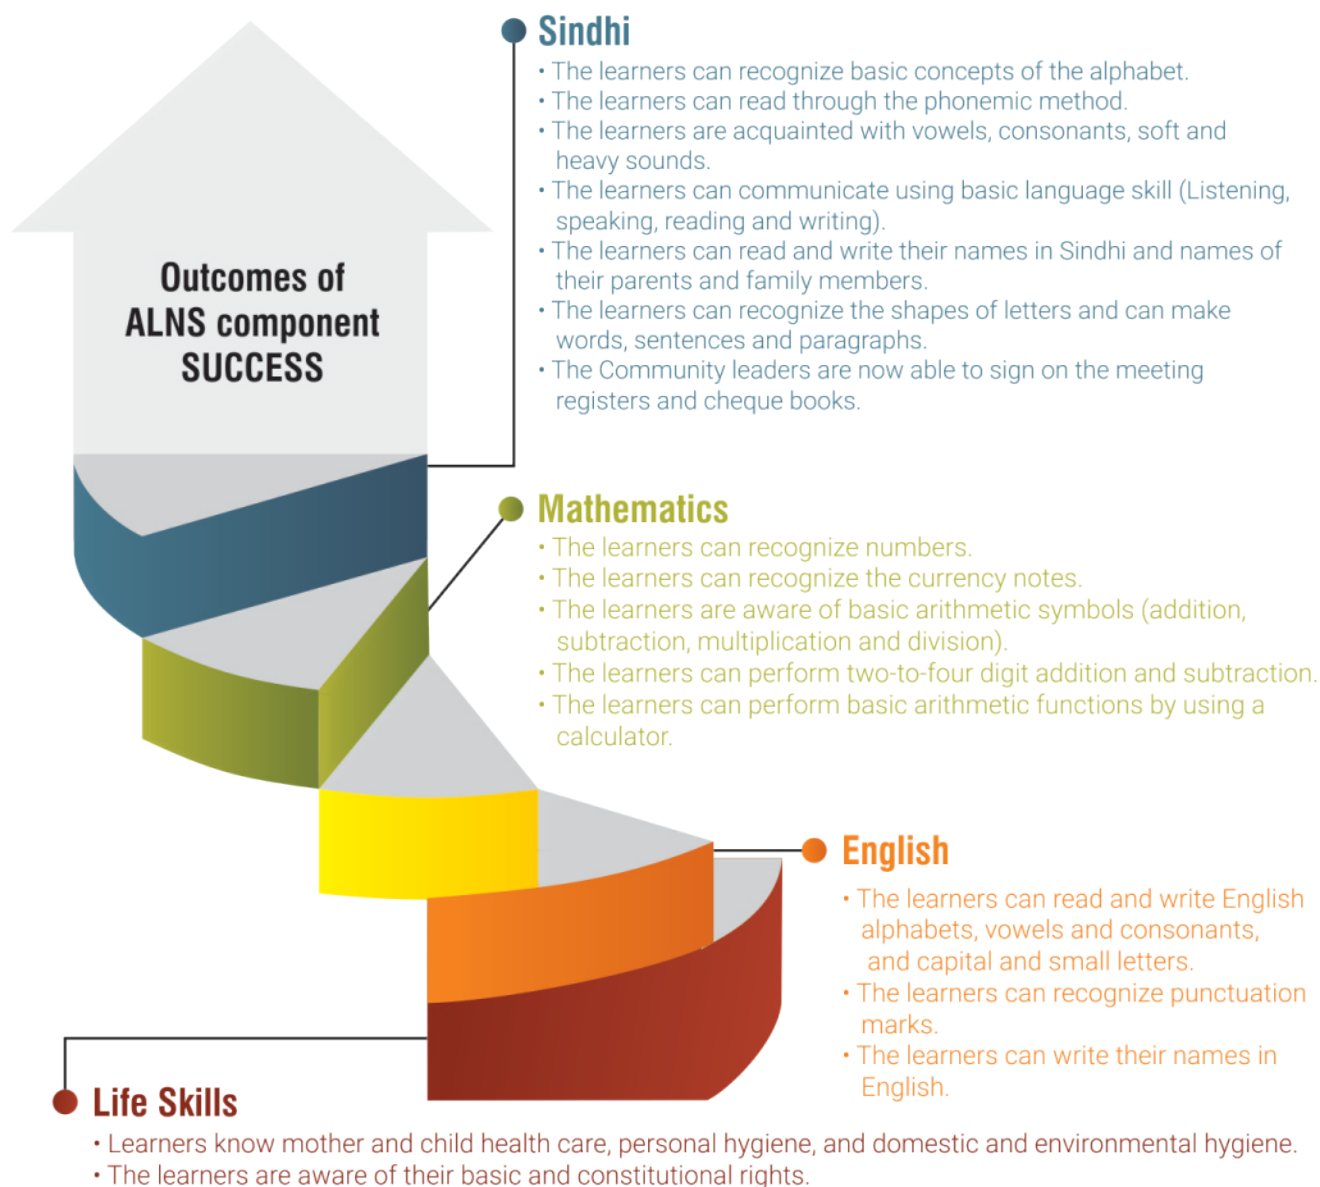 Outcomes of
ALNS component
SUCCESS
Sindhi
• The learners can recognize basic concepts of the alphabet.
• The learners can read through the phonemic method.
• The learners are acquainted with vowels, consonants, soft and
heavy sounds.
• The learners can communicate using basic language skill (Listening,
speaking, reading and writing).
• The learners can read and write their names in Sindhi and names of
their parents and family members.
• The learners can recognize the shapes of letters and can make
words, sentences and paragraphs.
• The Community leaders are now able to sign on the meeting
registers and cheque books.
Mathematics
• The learners can recognize numbers.
• The learners can recognize the currency notes.
• The learners are aware of basic arithmetic symbols (addition,
subtraction, multiplication and division).
• The learners can perform two-to-four digit addition and subtraction.
• The learners can perform basic arithmetic functions by using a
calculator.
English
• The learners can read and write English
alphabets, vowels and consonants,
and capital and small letters.
• The learners can recognize punctuation
marks.
• The learners can write their names in
English.
Life Skills
• Learners know mother and child health care, personal hygiene, and domestic and environmental hygiene.
• The learners are aware of their basic and constitutional rights.